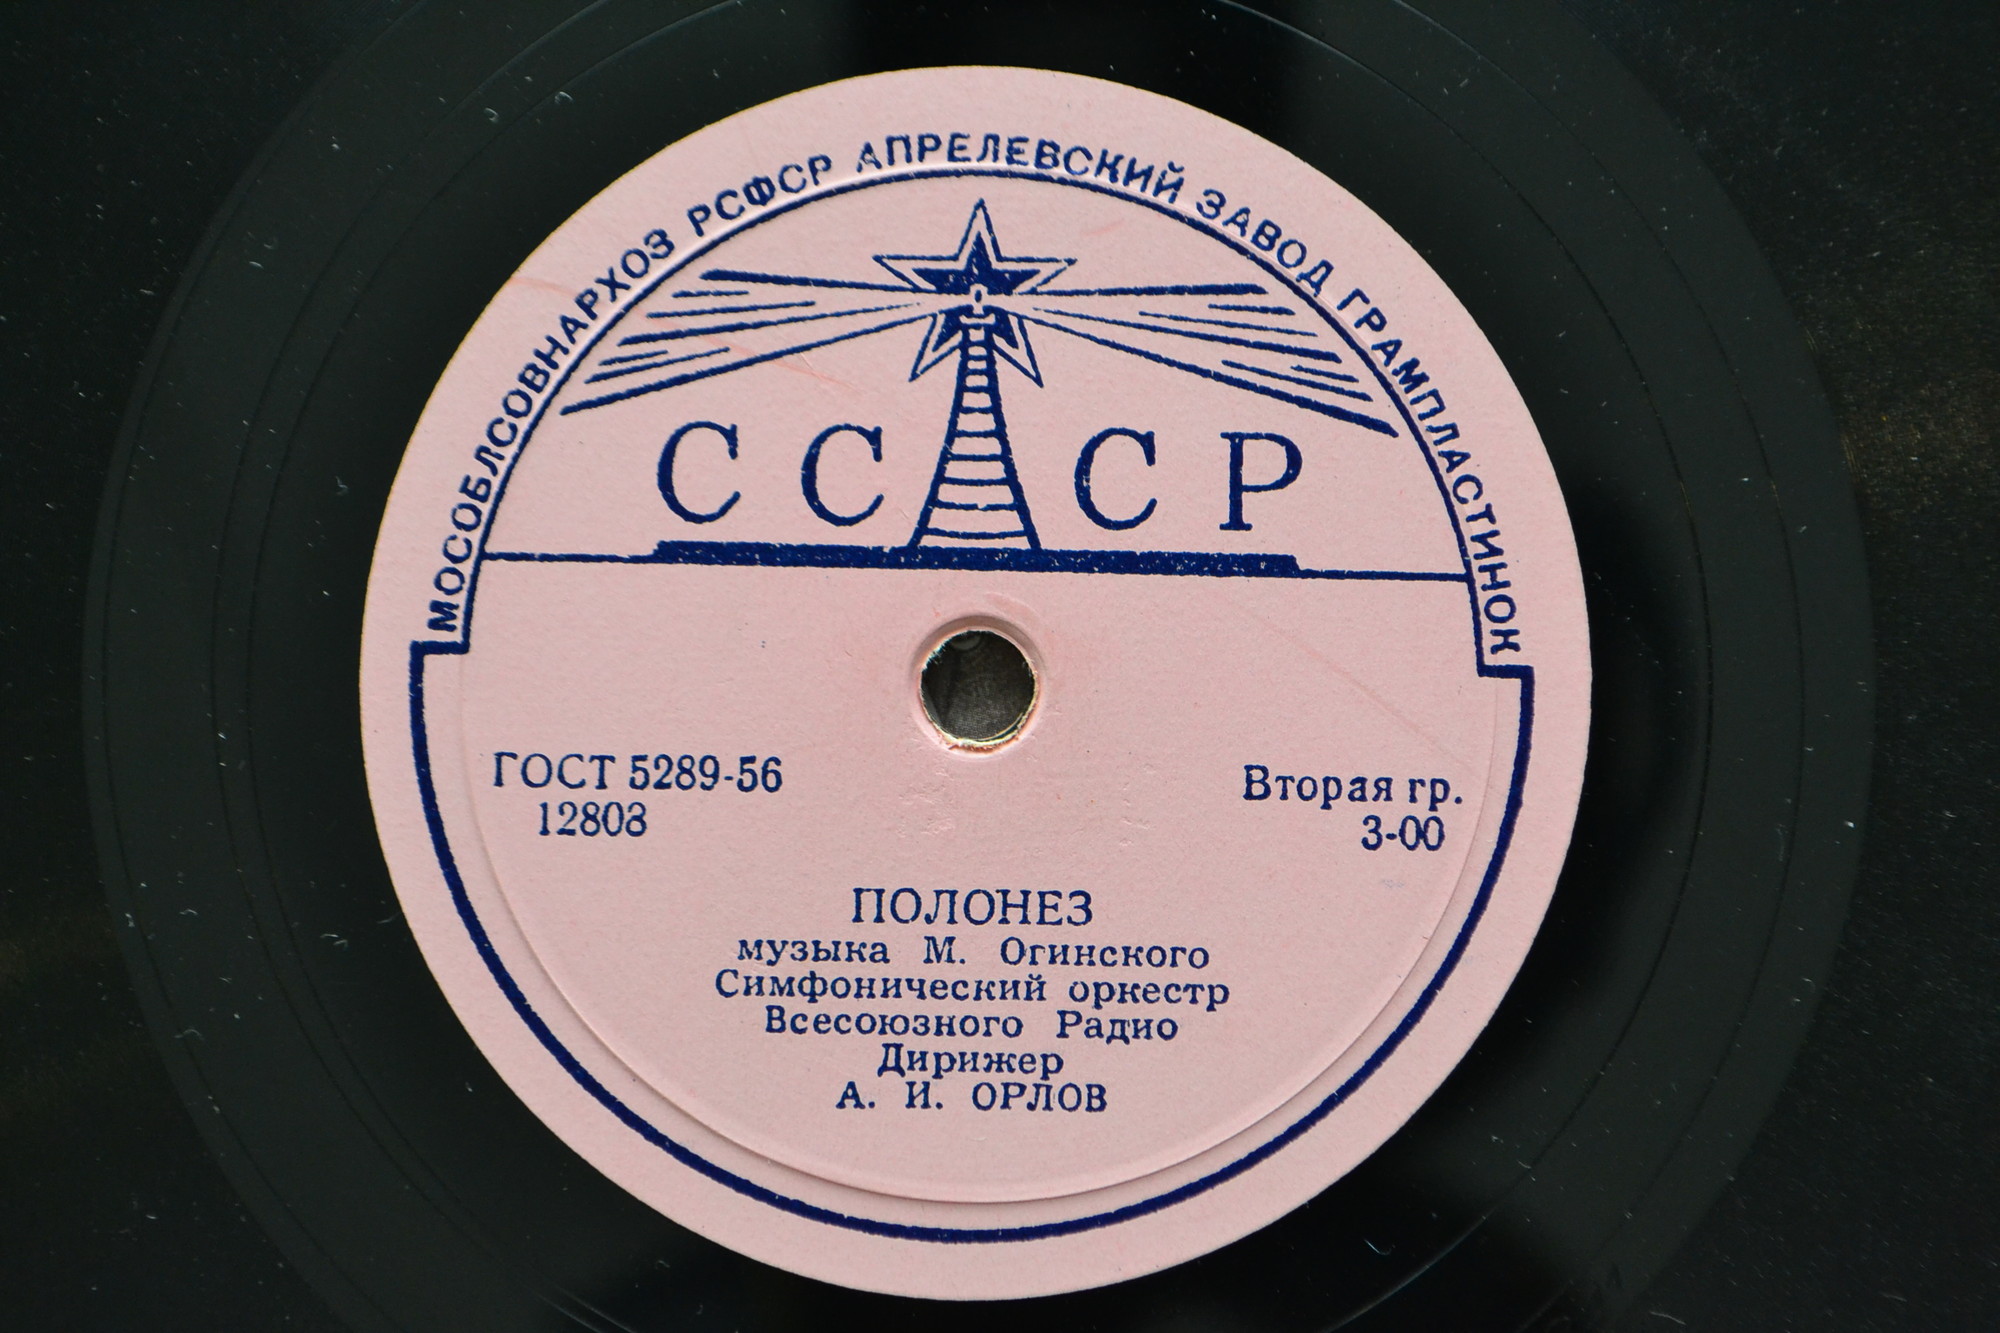 МОСОБЛСОВНАРХОЗ РСФСР АПРЕЛЕВСКИЙ ЗАВОД ГРАМПЛАСТИНОК
СССР
ГОСТ 5289-56
12803
Вторая гр.
3-00
ПОЛОНЕЗ
музыка М. Огинского
Симфонический оркестр
Всесоюзного Радио
Дирижер
А. И. ОРЛОВ